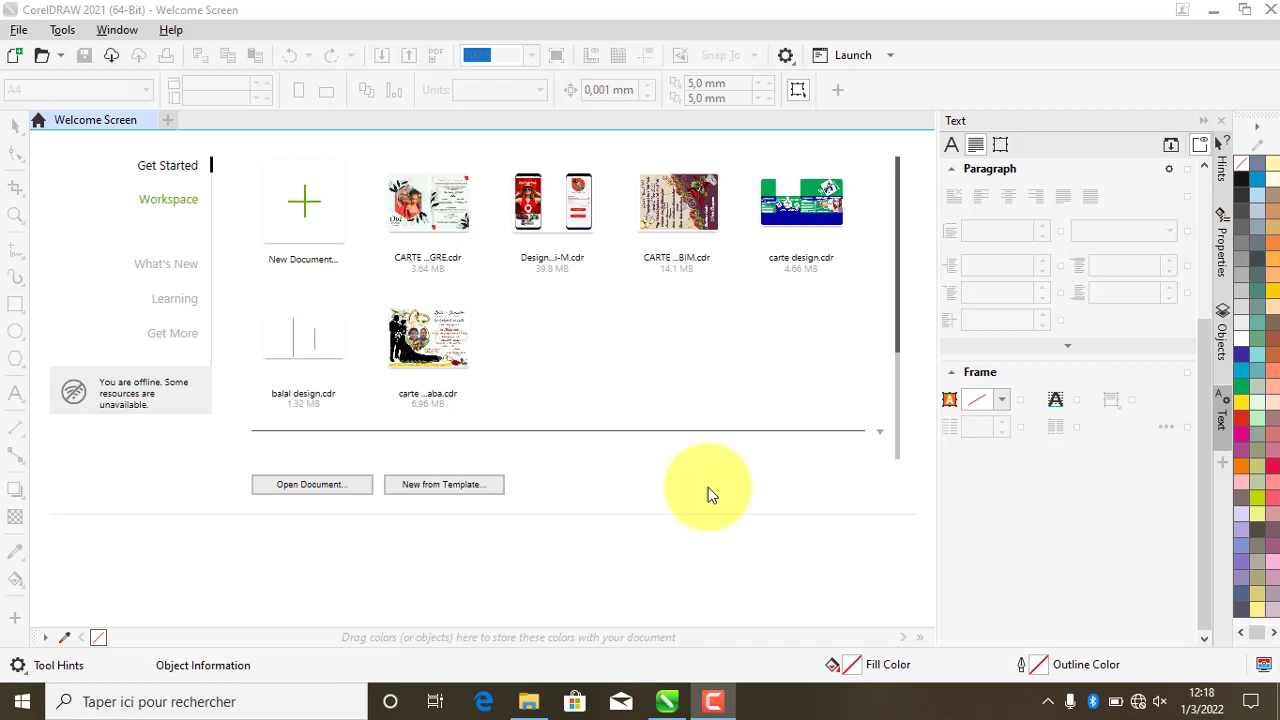 CorelDRAW 2021 (64-Bit) - Welcome Screen
File Tools Window Help
100% PDF Snap To Launch
A4 Units: 0,001 mm 5,0 mm
5,0 mm
Welcome Screen
Get Started
Workspace
What's New
Learning
Get More
You are offline. Some
resources are
unavailable.
New Document...
CARTE ...GRE.cdr
3.64 MB
Design...i-M.cdr
39.8 MB
CARTE ...BIM.cdr
14.1 MB
carte design.cdr
4.66 MB
balal design.cdr
1.32 MB
carte ...aba.cdr
6.96 MB
Open Document...
New from Template...
Text
Paragraph
Frame
Hints
Properties
Objects
Text
Drag colors (or objects) here to store these colors with your document
Tool Hints
Object Information
Fill Color
Outline Color
Taper ici pour rechercher
12:18
1/3/2022